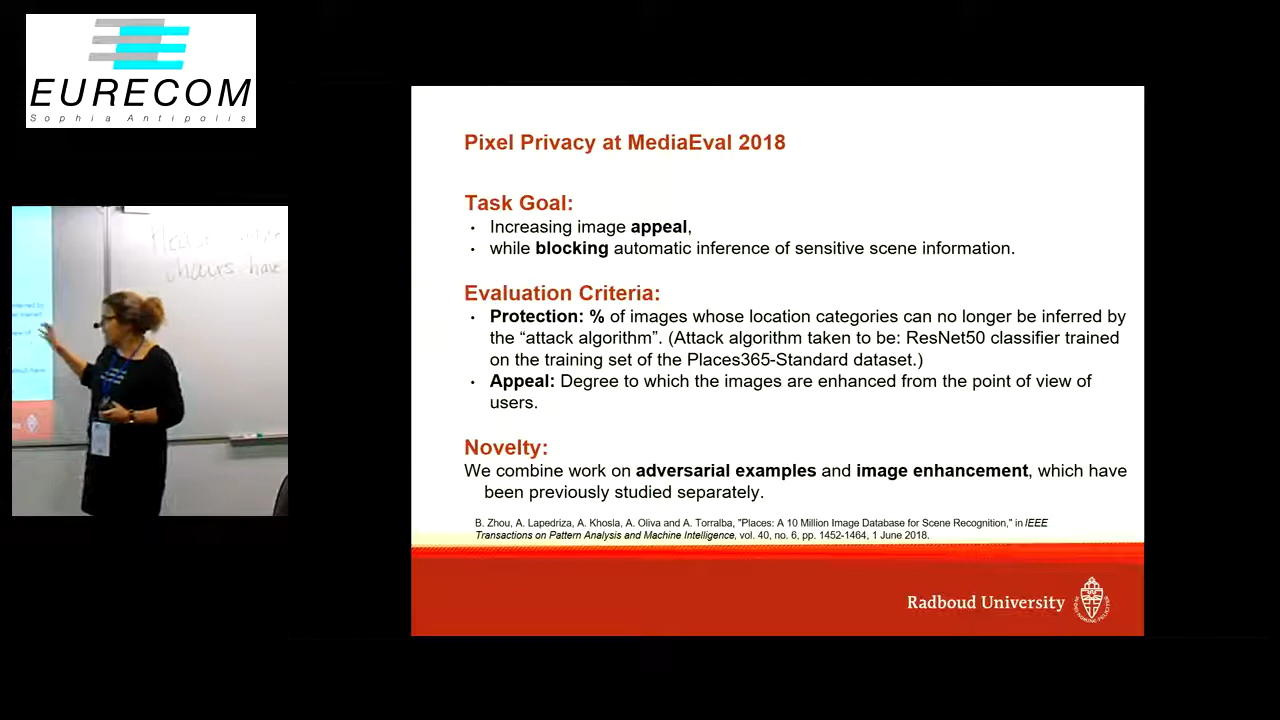 EURECOM
Sophia Antipolis
Pixel Privacy at MediaEval 2018
Task Goal:
• Increasing image appeal,
• while blocking automatic inference of sensitive scene information.
Evaluation Criteria:
• Protection: % of images whose location categories can no longer be inferred by
the “attack algorithm”. (Attack algorithm taken to be: ResNet50 classifier trained
on the training set of the Places365-Standard dataset.)
• Appeal: Degree to which the images are enhanced from the point of view of
users.
Novelty:
We combine work on adversarial examples and image enhancement, which have
been previously studied separately.
B. Zhou, A. Lapedriza, A. Khosla, A. Oliva and A. Torralba, "Places: A 10 Million Image Database for Scene Recognition," in IEEE
Transactions on Pattern Analysis and Machine Intelligence, vol. 40, no. 6, pp. 1452-1464, 1 June 2018.
Radboud University
chairs have